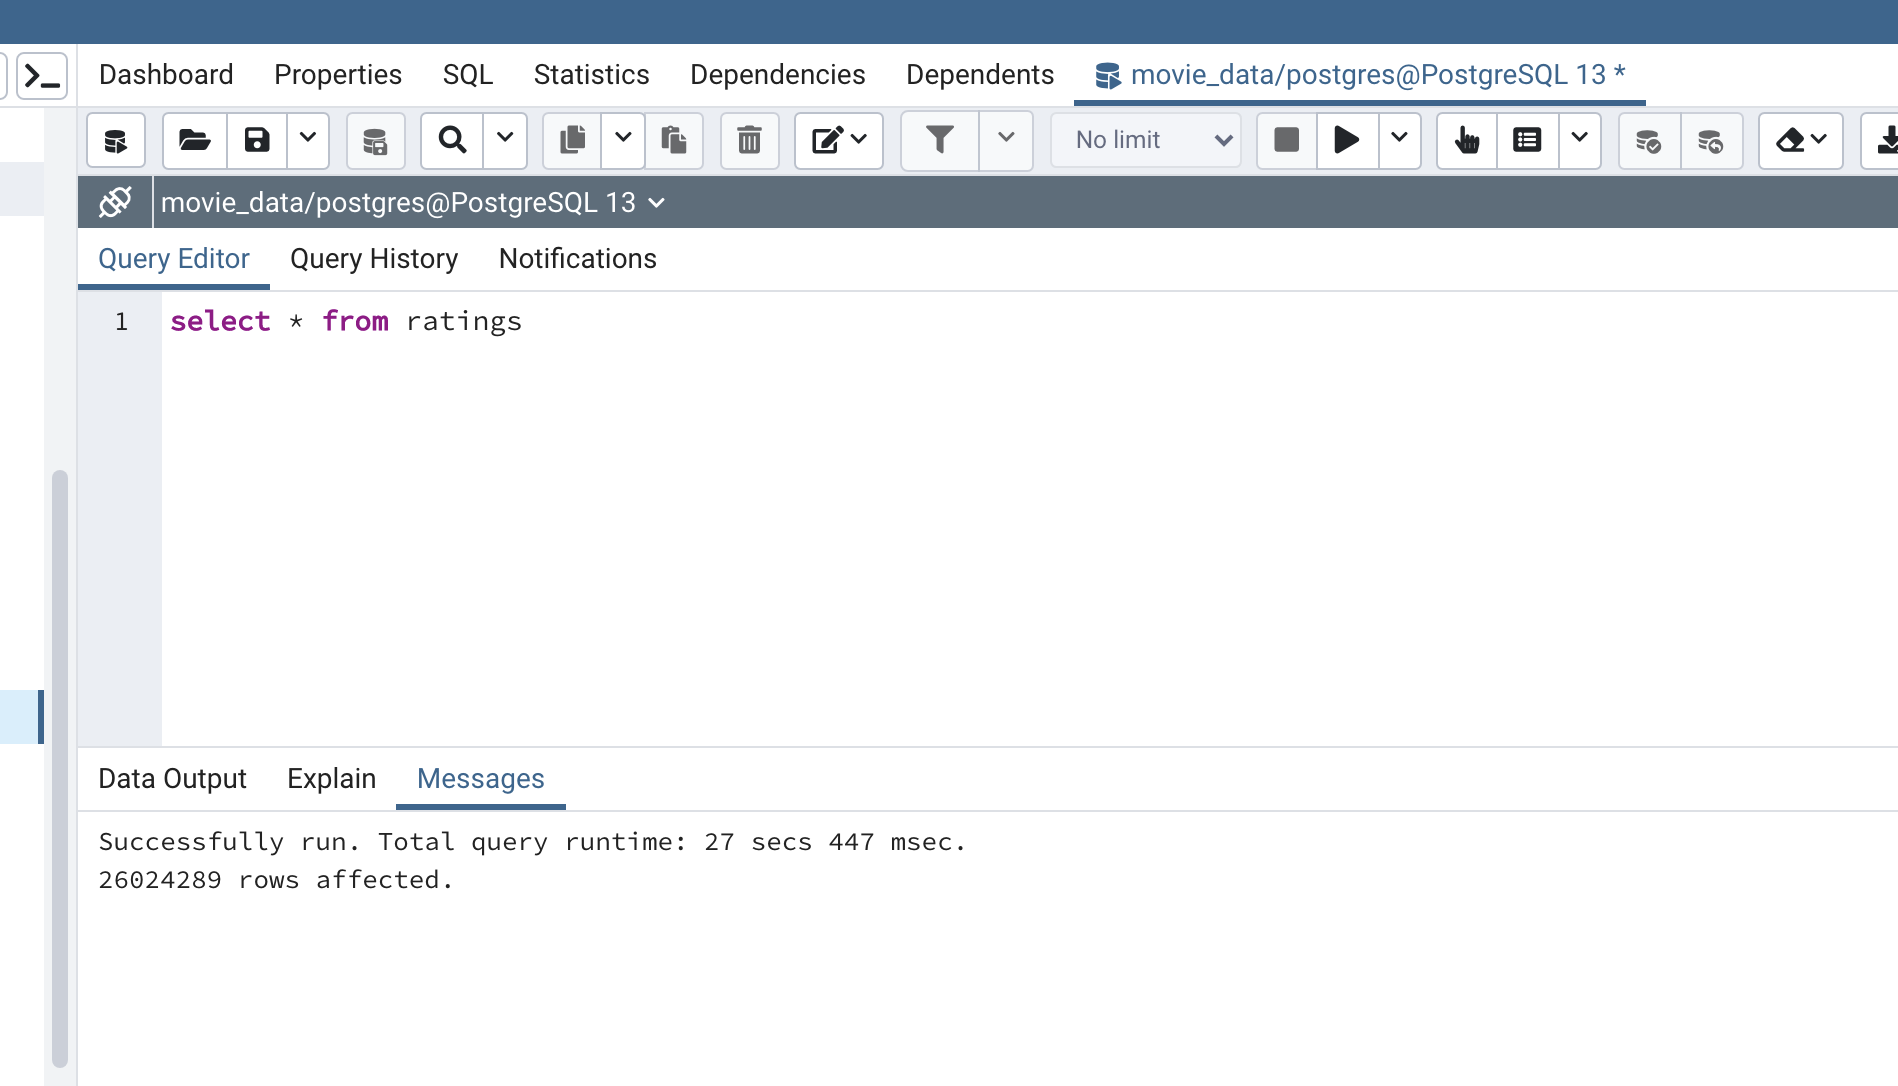 Dashboard Properties SQL Statistics Dependencies Dependents movie_data/postgres@PostgreSQL 13 *
No limit
movie_data/postgres@PostgreSQL 13
Query Editor Query History Notifications
1 select * from ratings
Data Output Explain Messages
Successfully run. Total query runtime: 27 secs 447 msec.
26024289 rows affected.